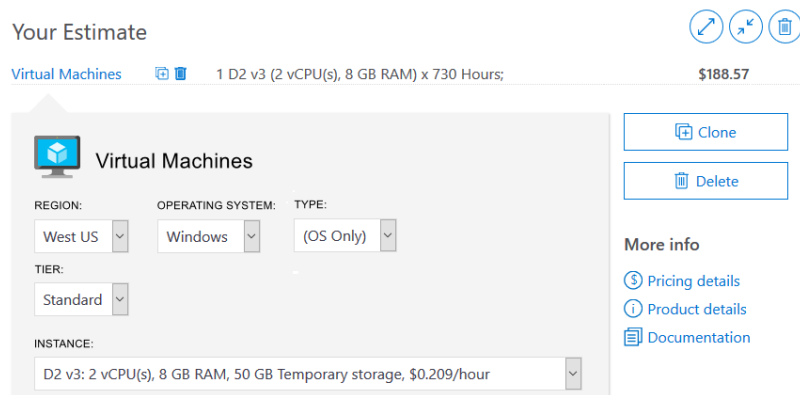 Your Estimate
Virtual Machines 1 D2 v3 (2 vCPU(s), 8 GB RAM) x 730 Hours; $188.57
Virtual Machines
Clone
Delete
REGION: OPERATING SYSTEM: TYPE:
West US Windows (OS Only)
TIER:
Standard
More info
Pricing details
Product details
Documentation
INSTANCE:
D2 v3: 2 vCPU(s), 8 GB RAM, 50 GB Temporary storage, $0.209/hour